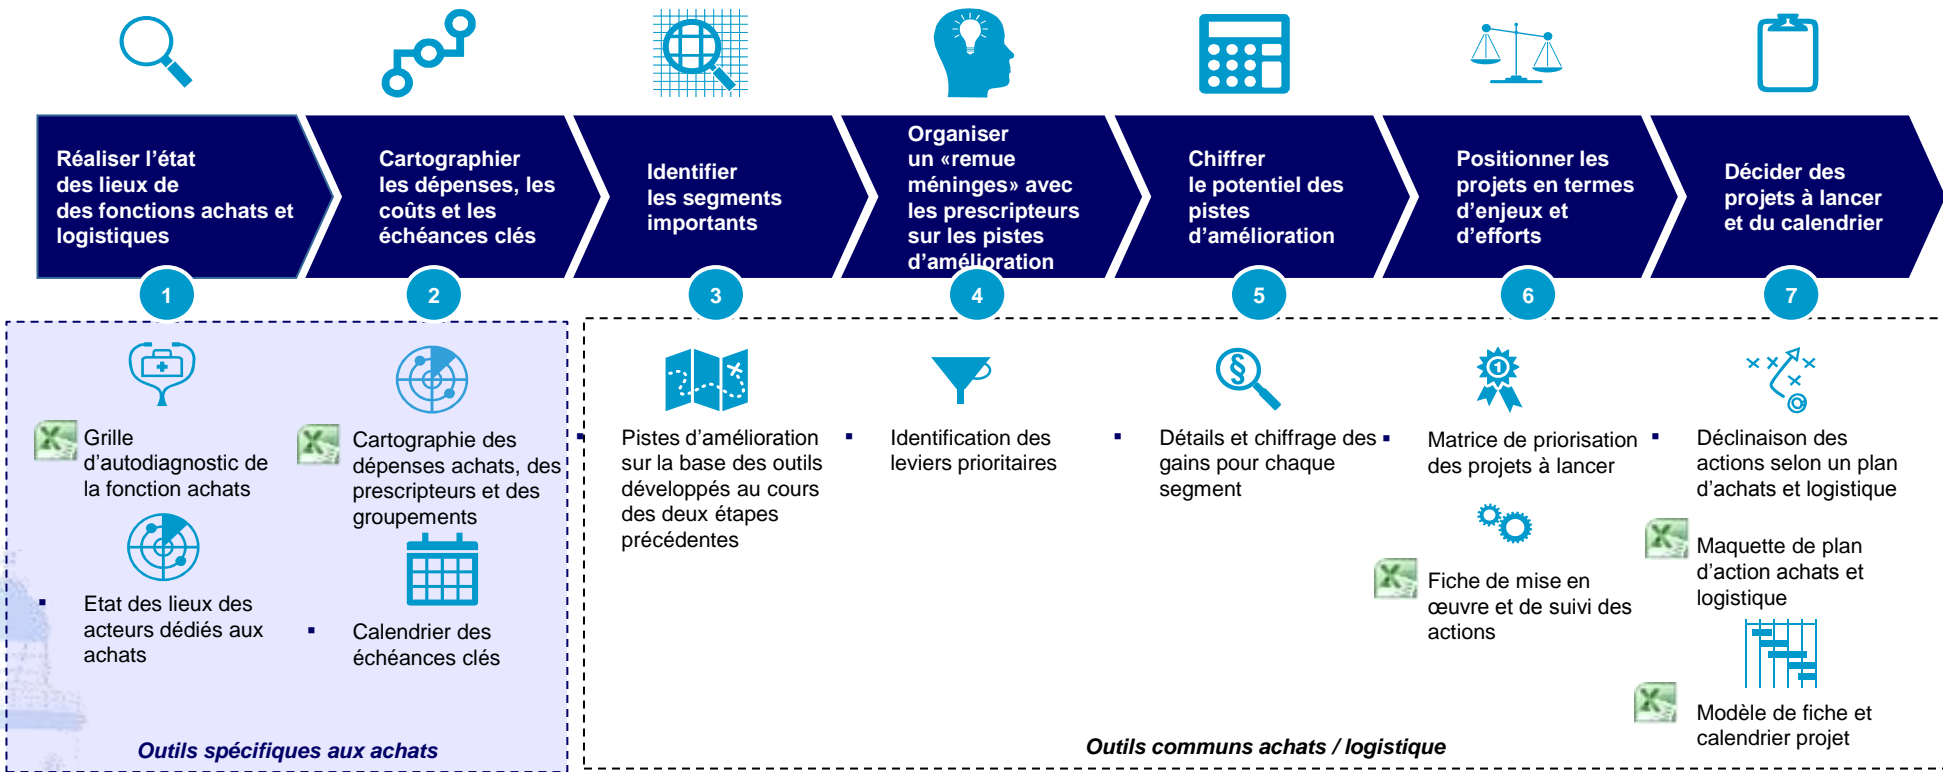 Réaliser l’état
des lieux de
des fonctions achats et
logistiques
1
Cartographier
les dépenses, les
coûts et les
échéances clés
2
Identifier
les segments
importants
3
Organiser
un «remue
méninges» avec
les prescripteurs
sur les pistes
d’amélioration
4
Chiffrer
le potentiel des
pistes
d’amélioration
5
Positionner les
projets en termes
d’enjeux et
d’efforts
6
Décider des
projets à lancer
et du calendrier
7
Grille
d’autodiagnostic de
la fonction achats
Etat des lieux des
acteurs dédiés aux
achats
Cartographie des
dépenses achats, des
prescripteurs et des
groupements
Calendrier des
échéances clés
Outils spécifiques aux achats
Pistes d’amélioration
sur la base des outils
développés au cours
des deux étapes
précédentes
Identification des
leviers prioritaires
§
Détails et chiffrage des
gains pour chaque
segment
1
Matrice de priorisation
des projets à lancer
Fiche de mise en
œuvre et de suivi des
actions
Déclinaison des
actions selon un plan
d’achats et logistique
Maquette de plan
d’action achats et
logistique
Modèle de fiche et
calendrier projet
Outils communs achats / logistique